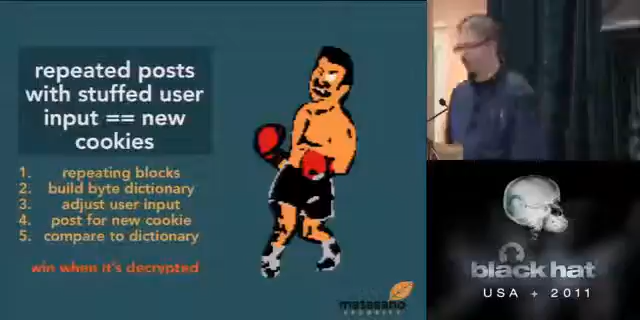 repeated posts
with stuffed user
input == new
cookies
1. repeating blocks
2. build byte dictionary
3. adjust user input
4. post for new cookie
5. compare to dictionary
win when it's decrypted
matasano
SECURITY
black hat
USA + 2011